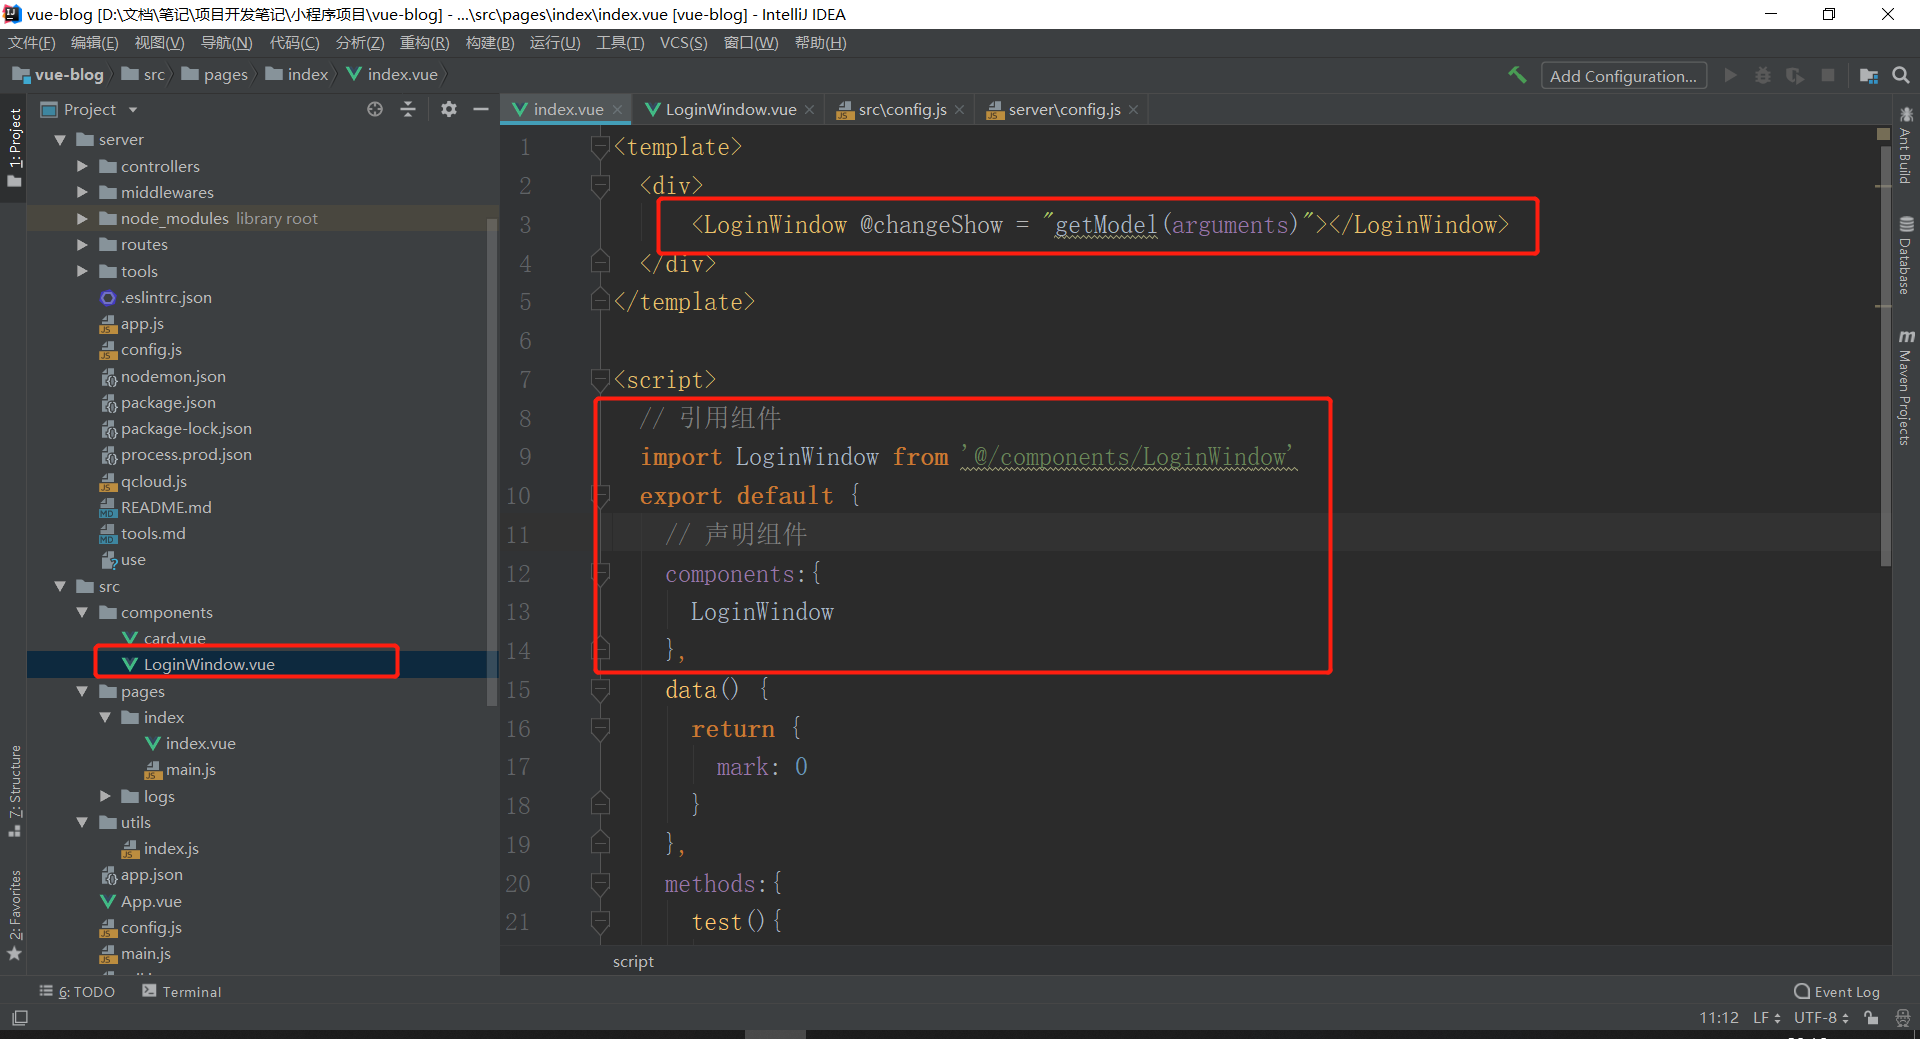 vue-blog [D:\文档\笔记\项目开发笔记\小程序项目\vue-blog] - ...\src\pages\index\index.vue [vue-blog] - IntelliJ IDEA
文件(F) 编辑(E) 视图(V) 导航(N) 代码(C) 分析(Z) 重构(R) 构建(B) 运行(U) 工具(T) VCS(S) 窗口(W) 帮助(H)
vue-blog src pages index index.vue Add Configuration...
Project
index.vue LoginWindow.vue src\config.js server\config.js
1: Project
7: Structure
2: Favorites
server
controllers
middlewares
node_modules library root
routes
tools
.eslintrc.json
app.js
config.js
nodemon.json
package.json
package-lock.json
process.prod.json
qcloud.js
README.md
tools.md
use
src
components
card.vue
LoginWindow.vue
pages
index
index.vue
main.js
logs
utils
index.js
app.json
App.vue
config.js
main.js
1 <template>
2 <div>
3 <LoginWindow @changeShow = "getModel(arguments)"></LoginWindow>
4 </div>
5 </template>
6
7 <script>
8 // 引用组件
9 import LoginWindow from '@/components/LoginWindow'
10 export default {
11 // 声明组件
12 components:{
13 LoginWindow
14 },
15 data() {
16 return {
17 mark: 0
18 }
19 },
20 methods:{
21 test(){
script
Ant Build
Database
m Maven Projects
6: TODO Terminal Event Log
11:12 LF UTF-8